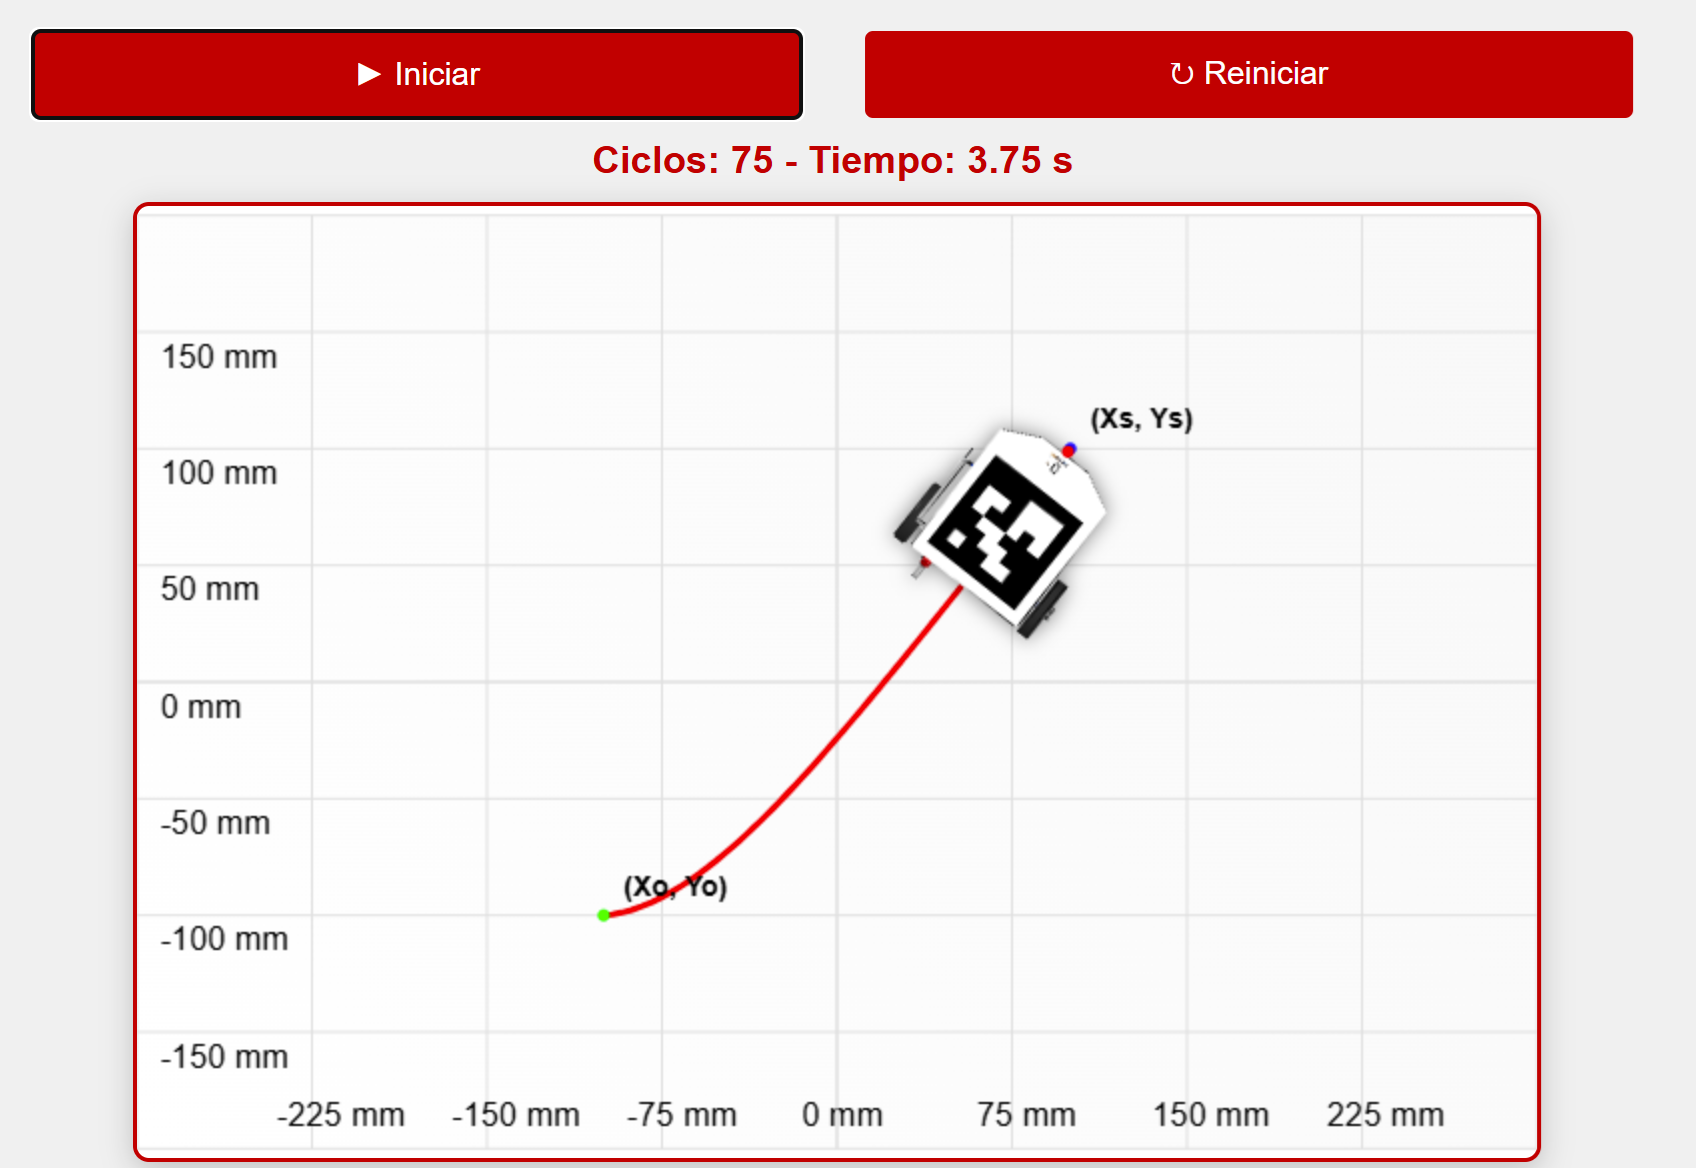 ▶ Iniciar
↻ Reiniciar
Ciclos: 75 - Tiempo: 3.75 s
150 mm
(Xs, Ys)
100 mm
50 mm
0 mm
-50 mm
(Xo, Yo)
-100 mm
-150 mm
-225 mm -150 mm -75 mm 0 mm 75 mm 150 mm 225 mm